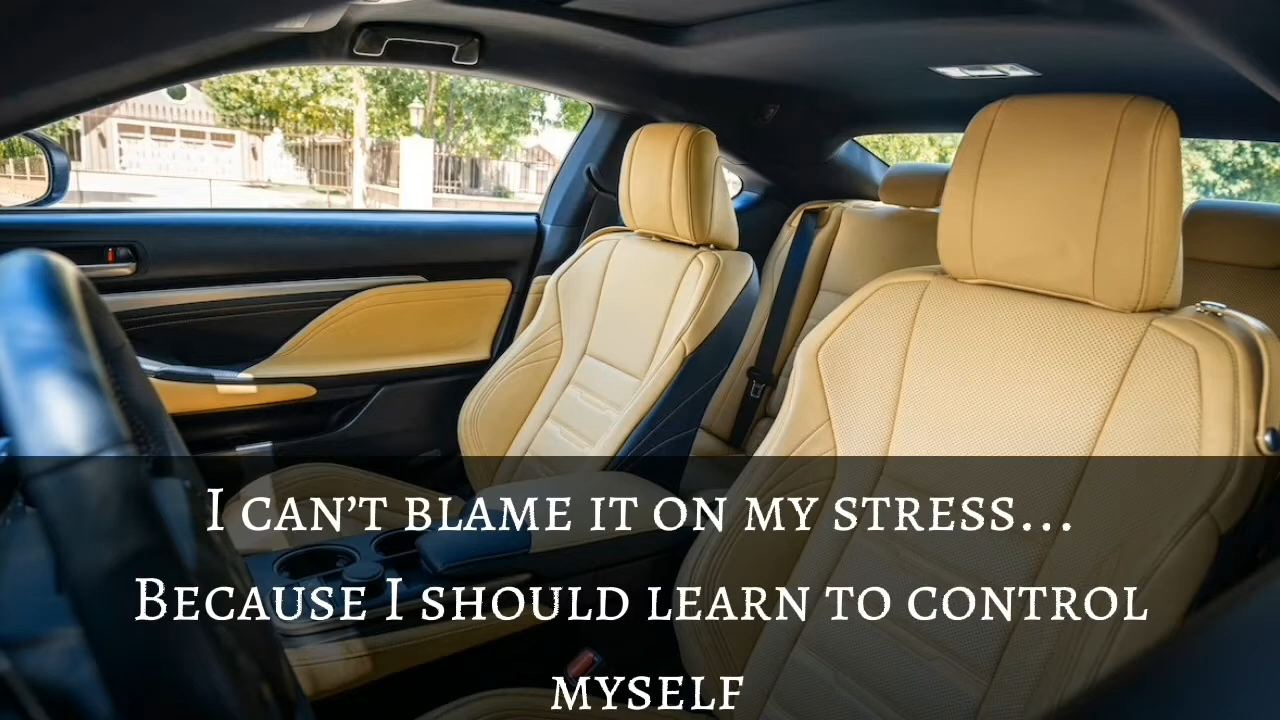 I can’t blame it on my stress...
Because I should learn to control
myself